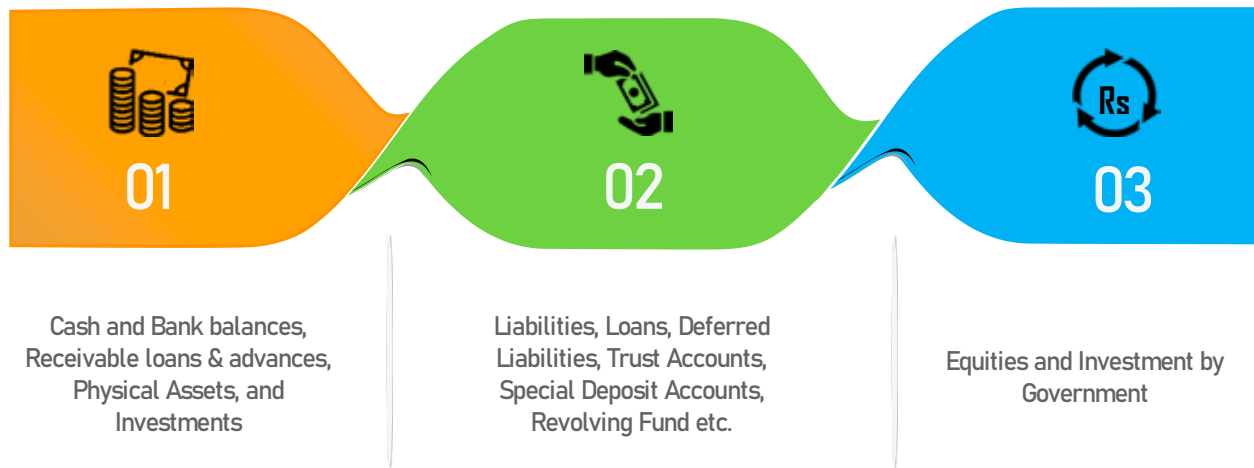 01
Cash and Bank balances,
Receivable loans & advances,
Physical Assets, and
Investments
02
Liabilities, Loans, Deferred
Liabilities, Trust Accounts,
Special Deposit Accounts,
Revolving Fund etc.
Rs
03
Equities and Investment by
Government